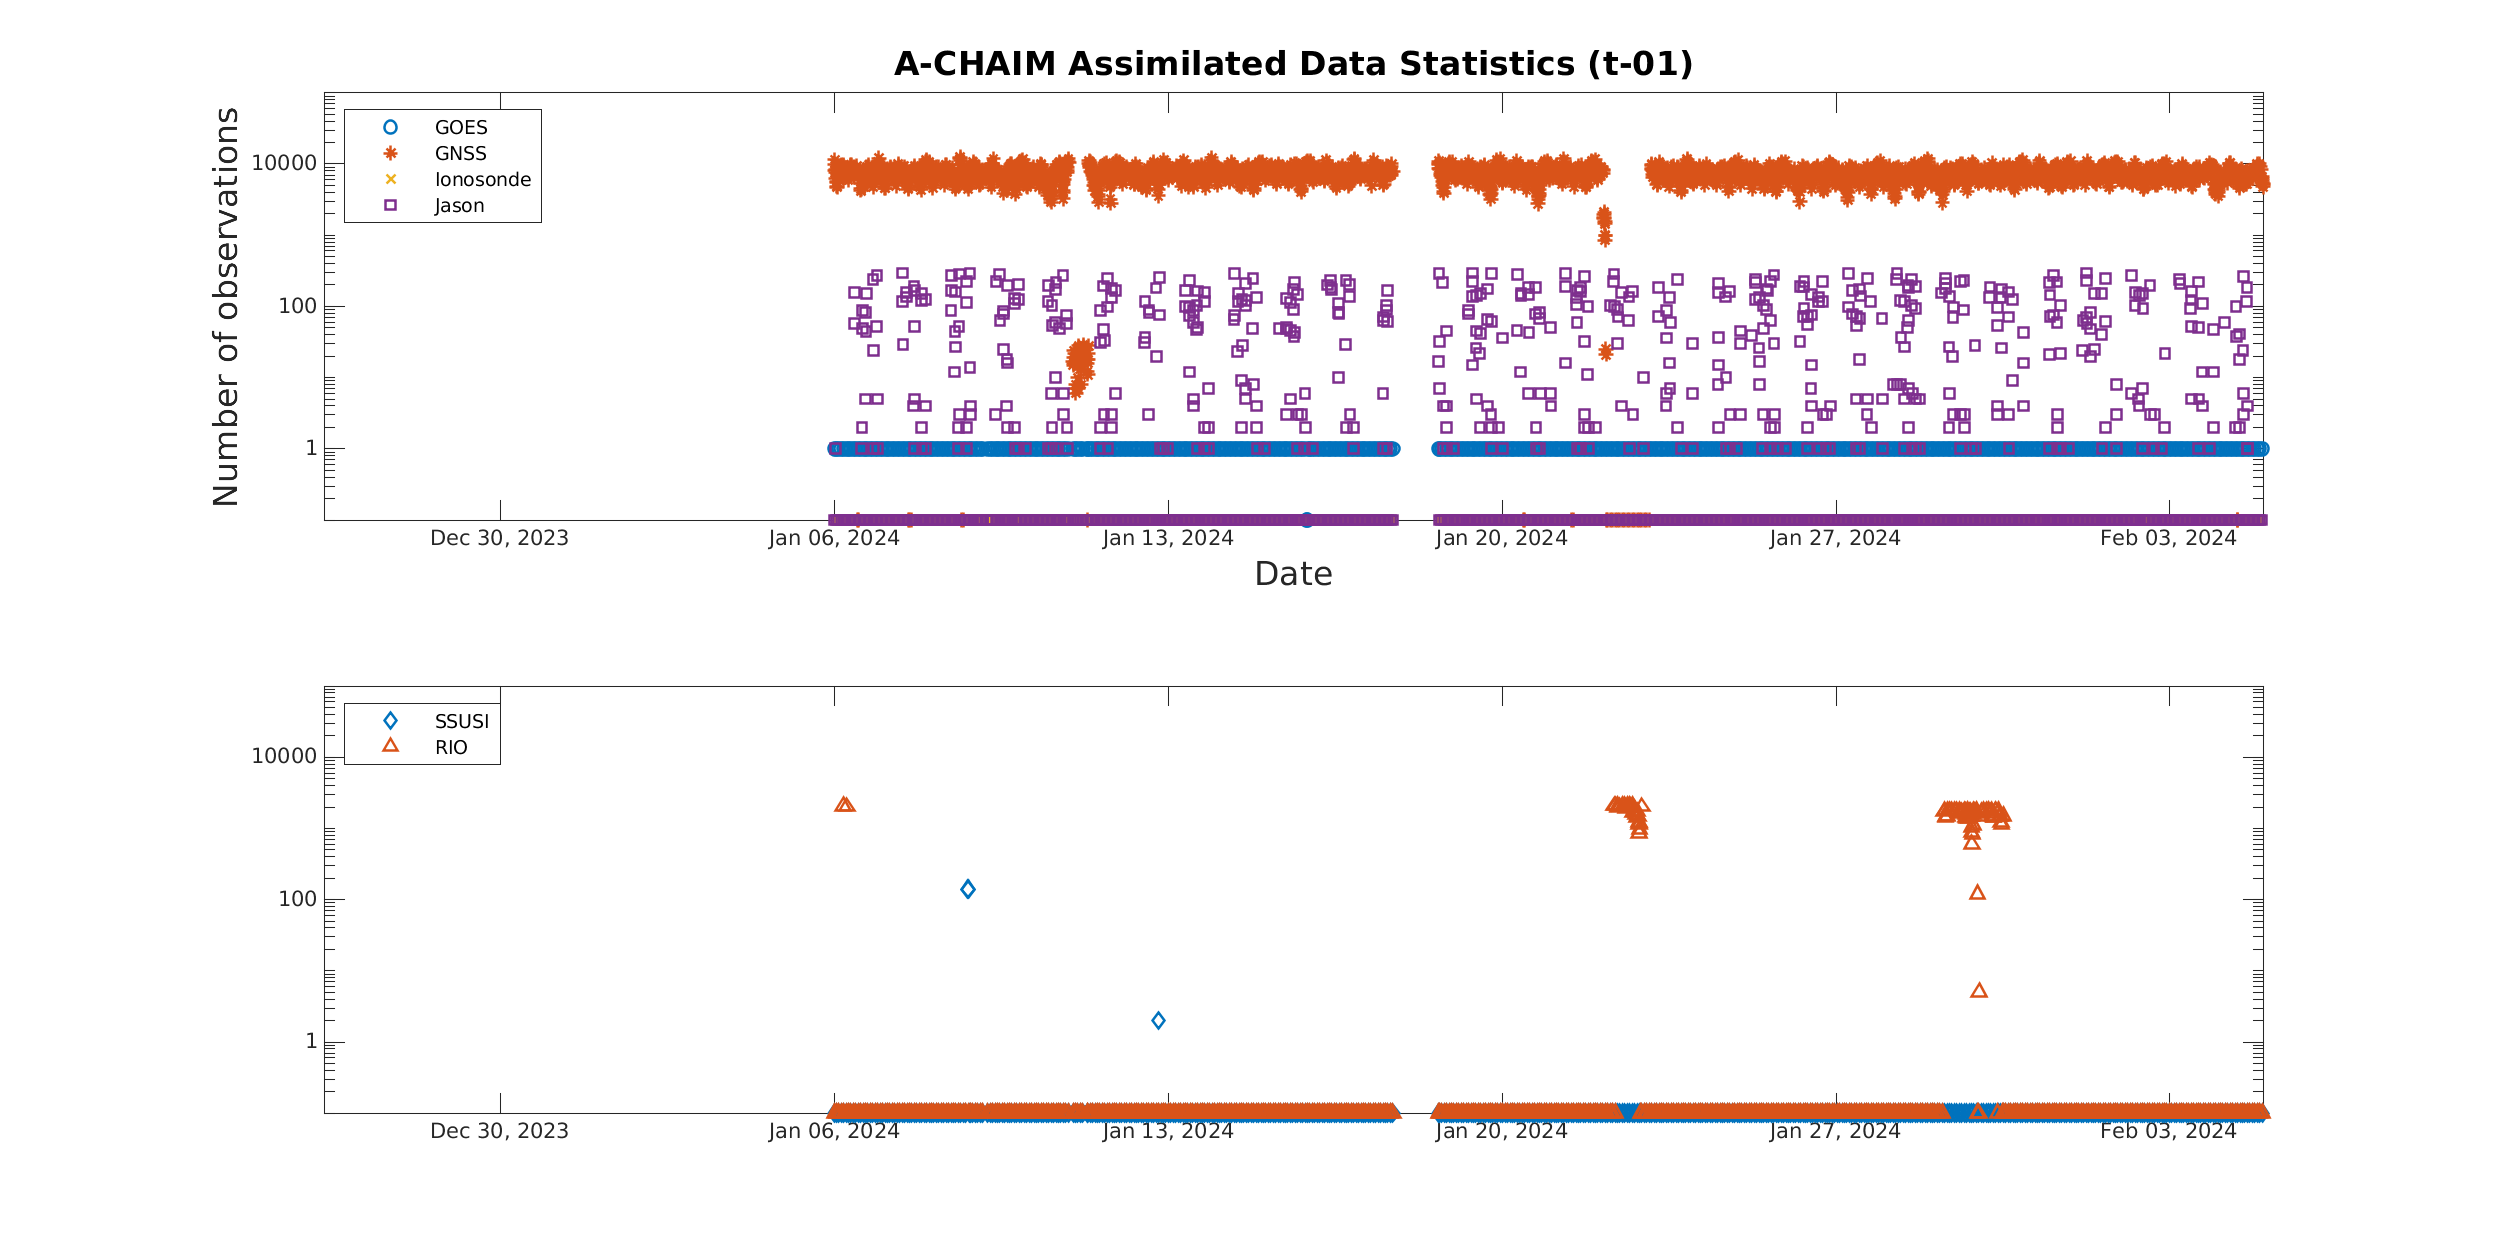 A-CHAIM Assimilated Data Statistics (t-01)
Number of observations
10000
100
1
GOES
GNSS
Ionosonde
Jason
Dec 30, 2023
Jan 06, 2024
Jan 13, 2024
Jan 20, 2024
Jan 27, 2024
Feb 03, 2024
Date
10000
100
1
SSUSI
RIO
Dec 30, 2023
Jan 06, 2024
Jan 13, 2024
Jan 20, 2024
Jan 27, 2024
Feb 03, 2024